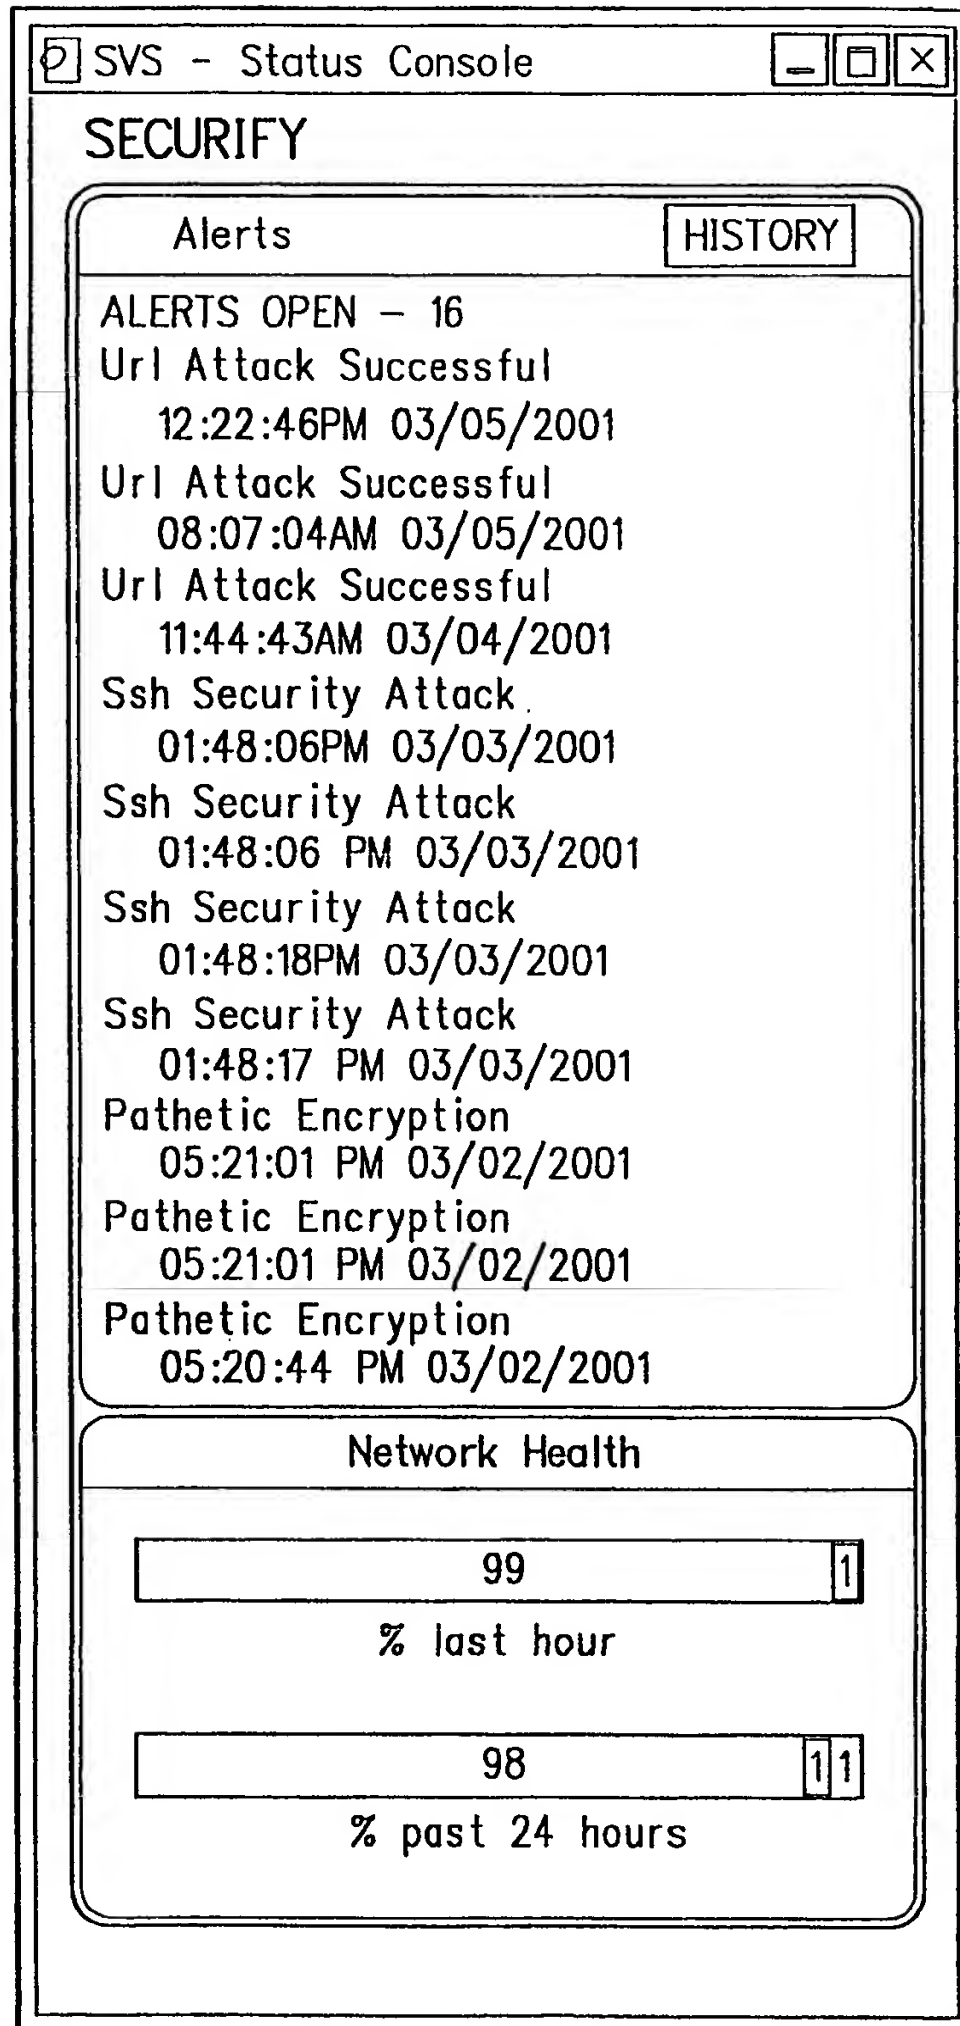 SVS - Status Console
SECURIFY
Alerts HISTORY
ALERTS OPEN - 16
Url Attack Successful
12:22:46PM 03/05/2001
Url Attack Successful
08:07:04AM 03/05/2001
Url Attack Successful
11:44:43AM 03/04/2001
Ssh Security Attack
01:48:06PM 03/03/2001
Ssh Security Attack
01:48:06 PM 03/03/2001
Ssh Security Attack
01:48:18PM 03/03/2001
Ssh Security Attack
01:48:17 PM 03/03/2001
Pathetic Encryption
05:21:01 PM 03/02/2001
Pathetic Encryption
05:21:01 PM 03/02/2001
Pathetic Encryption
05:20:44 PM 03/02/2001
Network Health
99 1
% last hour
98 1 1
% past 24 hours